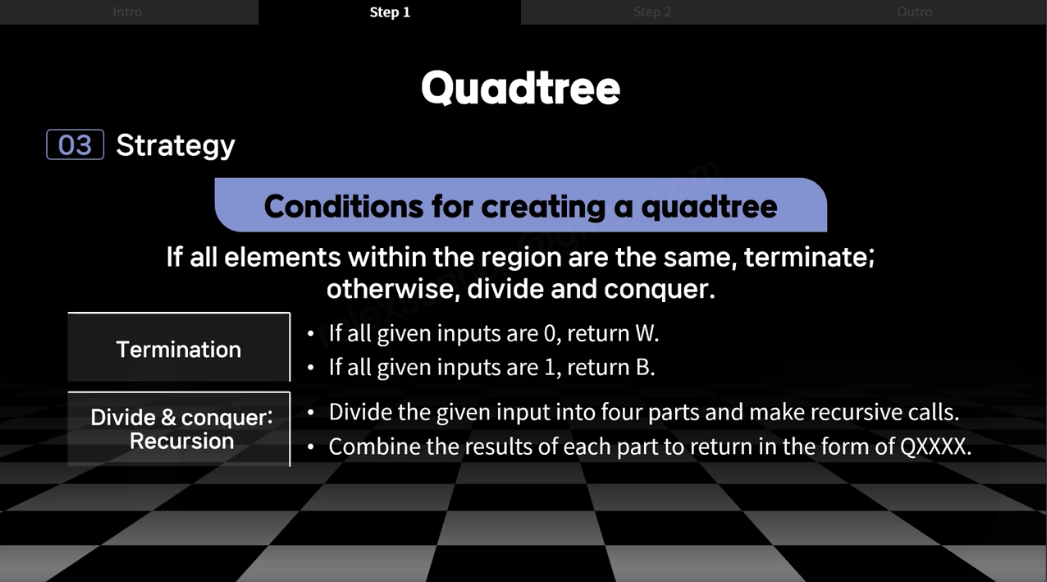 Intro
Step 1
Step 2
Outro
Quadtree
03 Strategy
Conditions for creating a quadtree
If all elements within the region are the same, terminate;
otherwise, divide and conquer.
Termination
• If all given inputs are 0, return W.
• If all given inputs are 1, return B.
Divide & conquer:
Recursion
• Divide the given input into four parts and make recursive calls.
• Combine the results of each part to return in the form of QXXXX.